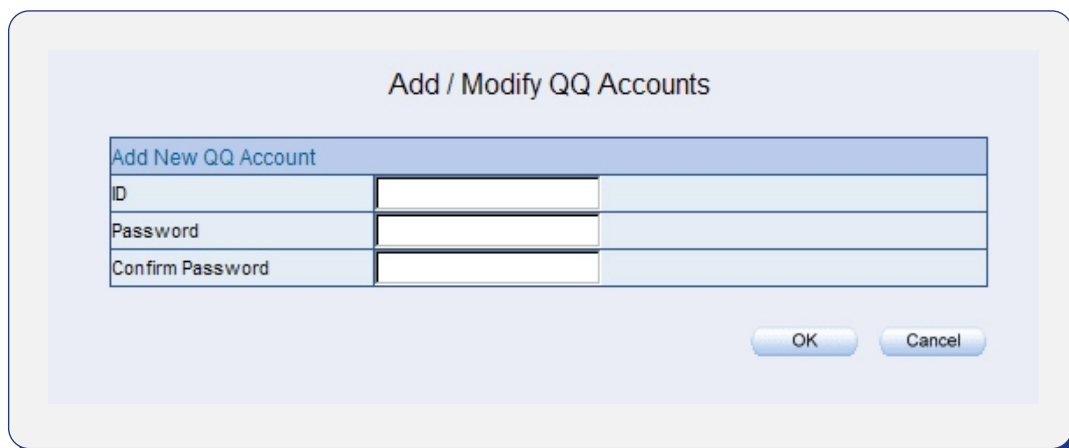 Add / Modify QQ Accounts
Add New QQ Account
ID
Password
Confirm Password
OK Cancel